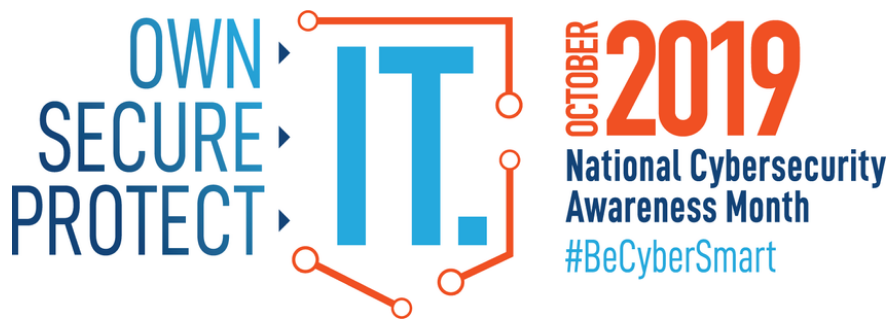 OWN
SECURE
PROTECT
IT.
OCTOBER
2019
National Cybersecurity
Awareness Month
#BeCyberSmart